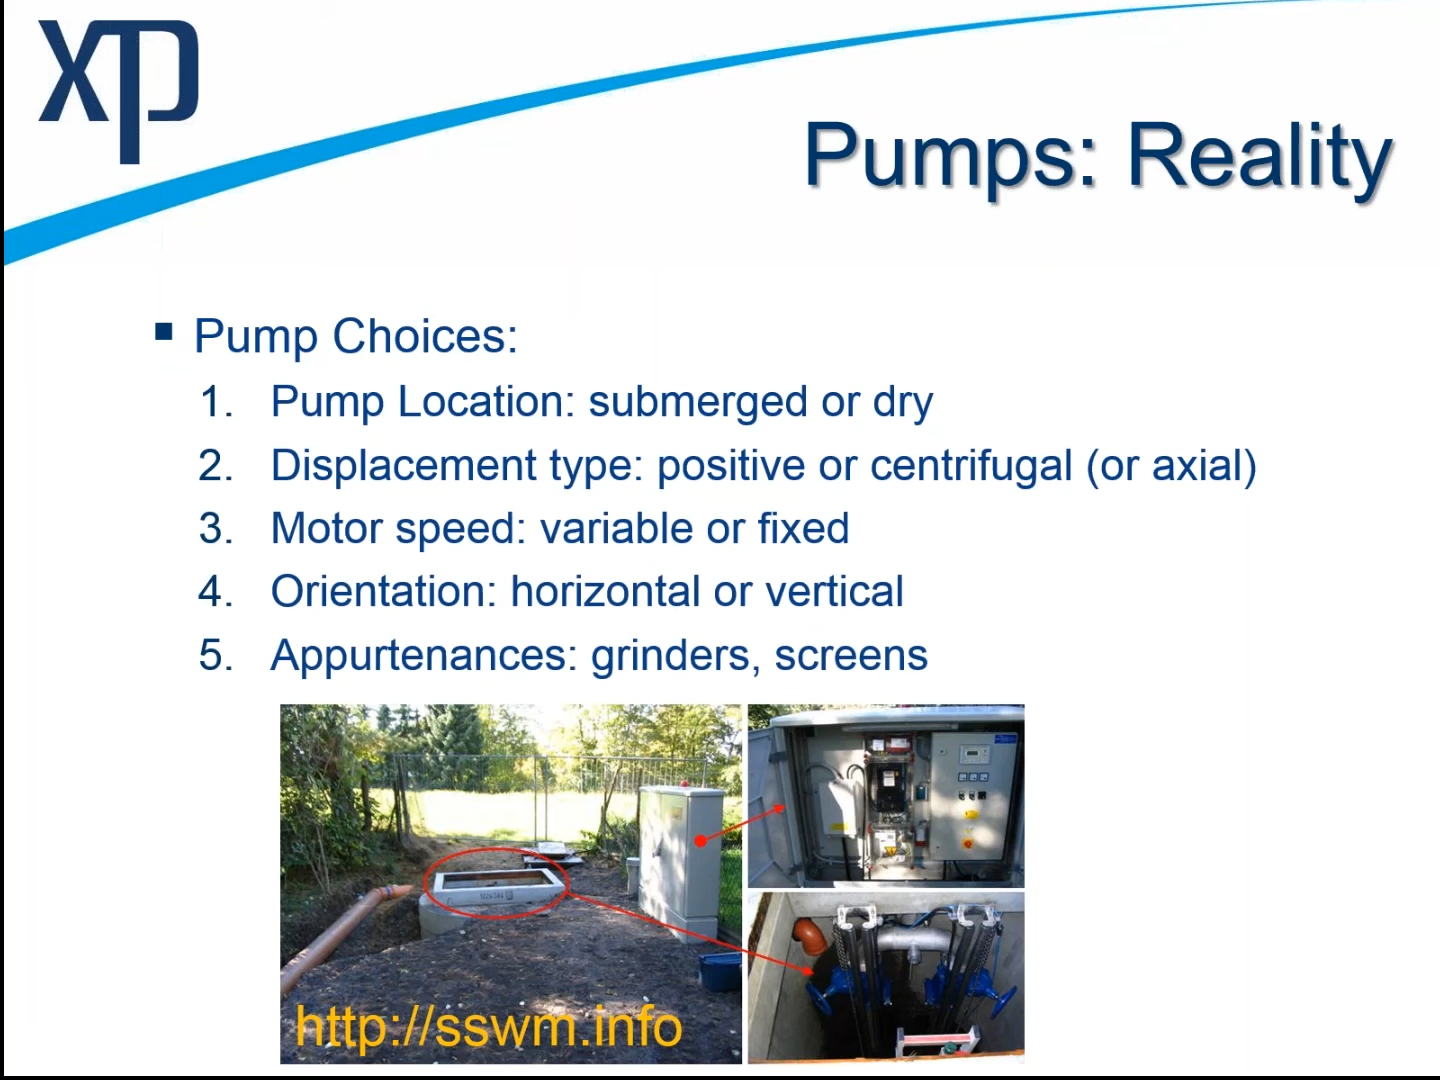 xp
Pumps: Reality
Pump Choices:
1. Pump Location: submerged or dry
2. Displacement type: positive or centrifugal (or axial)
3. Motor speed: variable or fixed
4. Orientation: horizontal or vertical
5. Appurtenances: grinders, screens
http://sswm.info